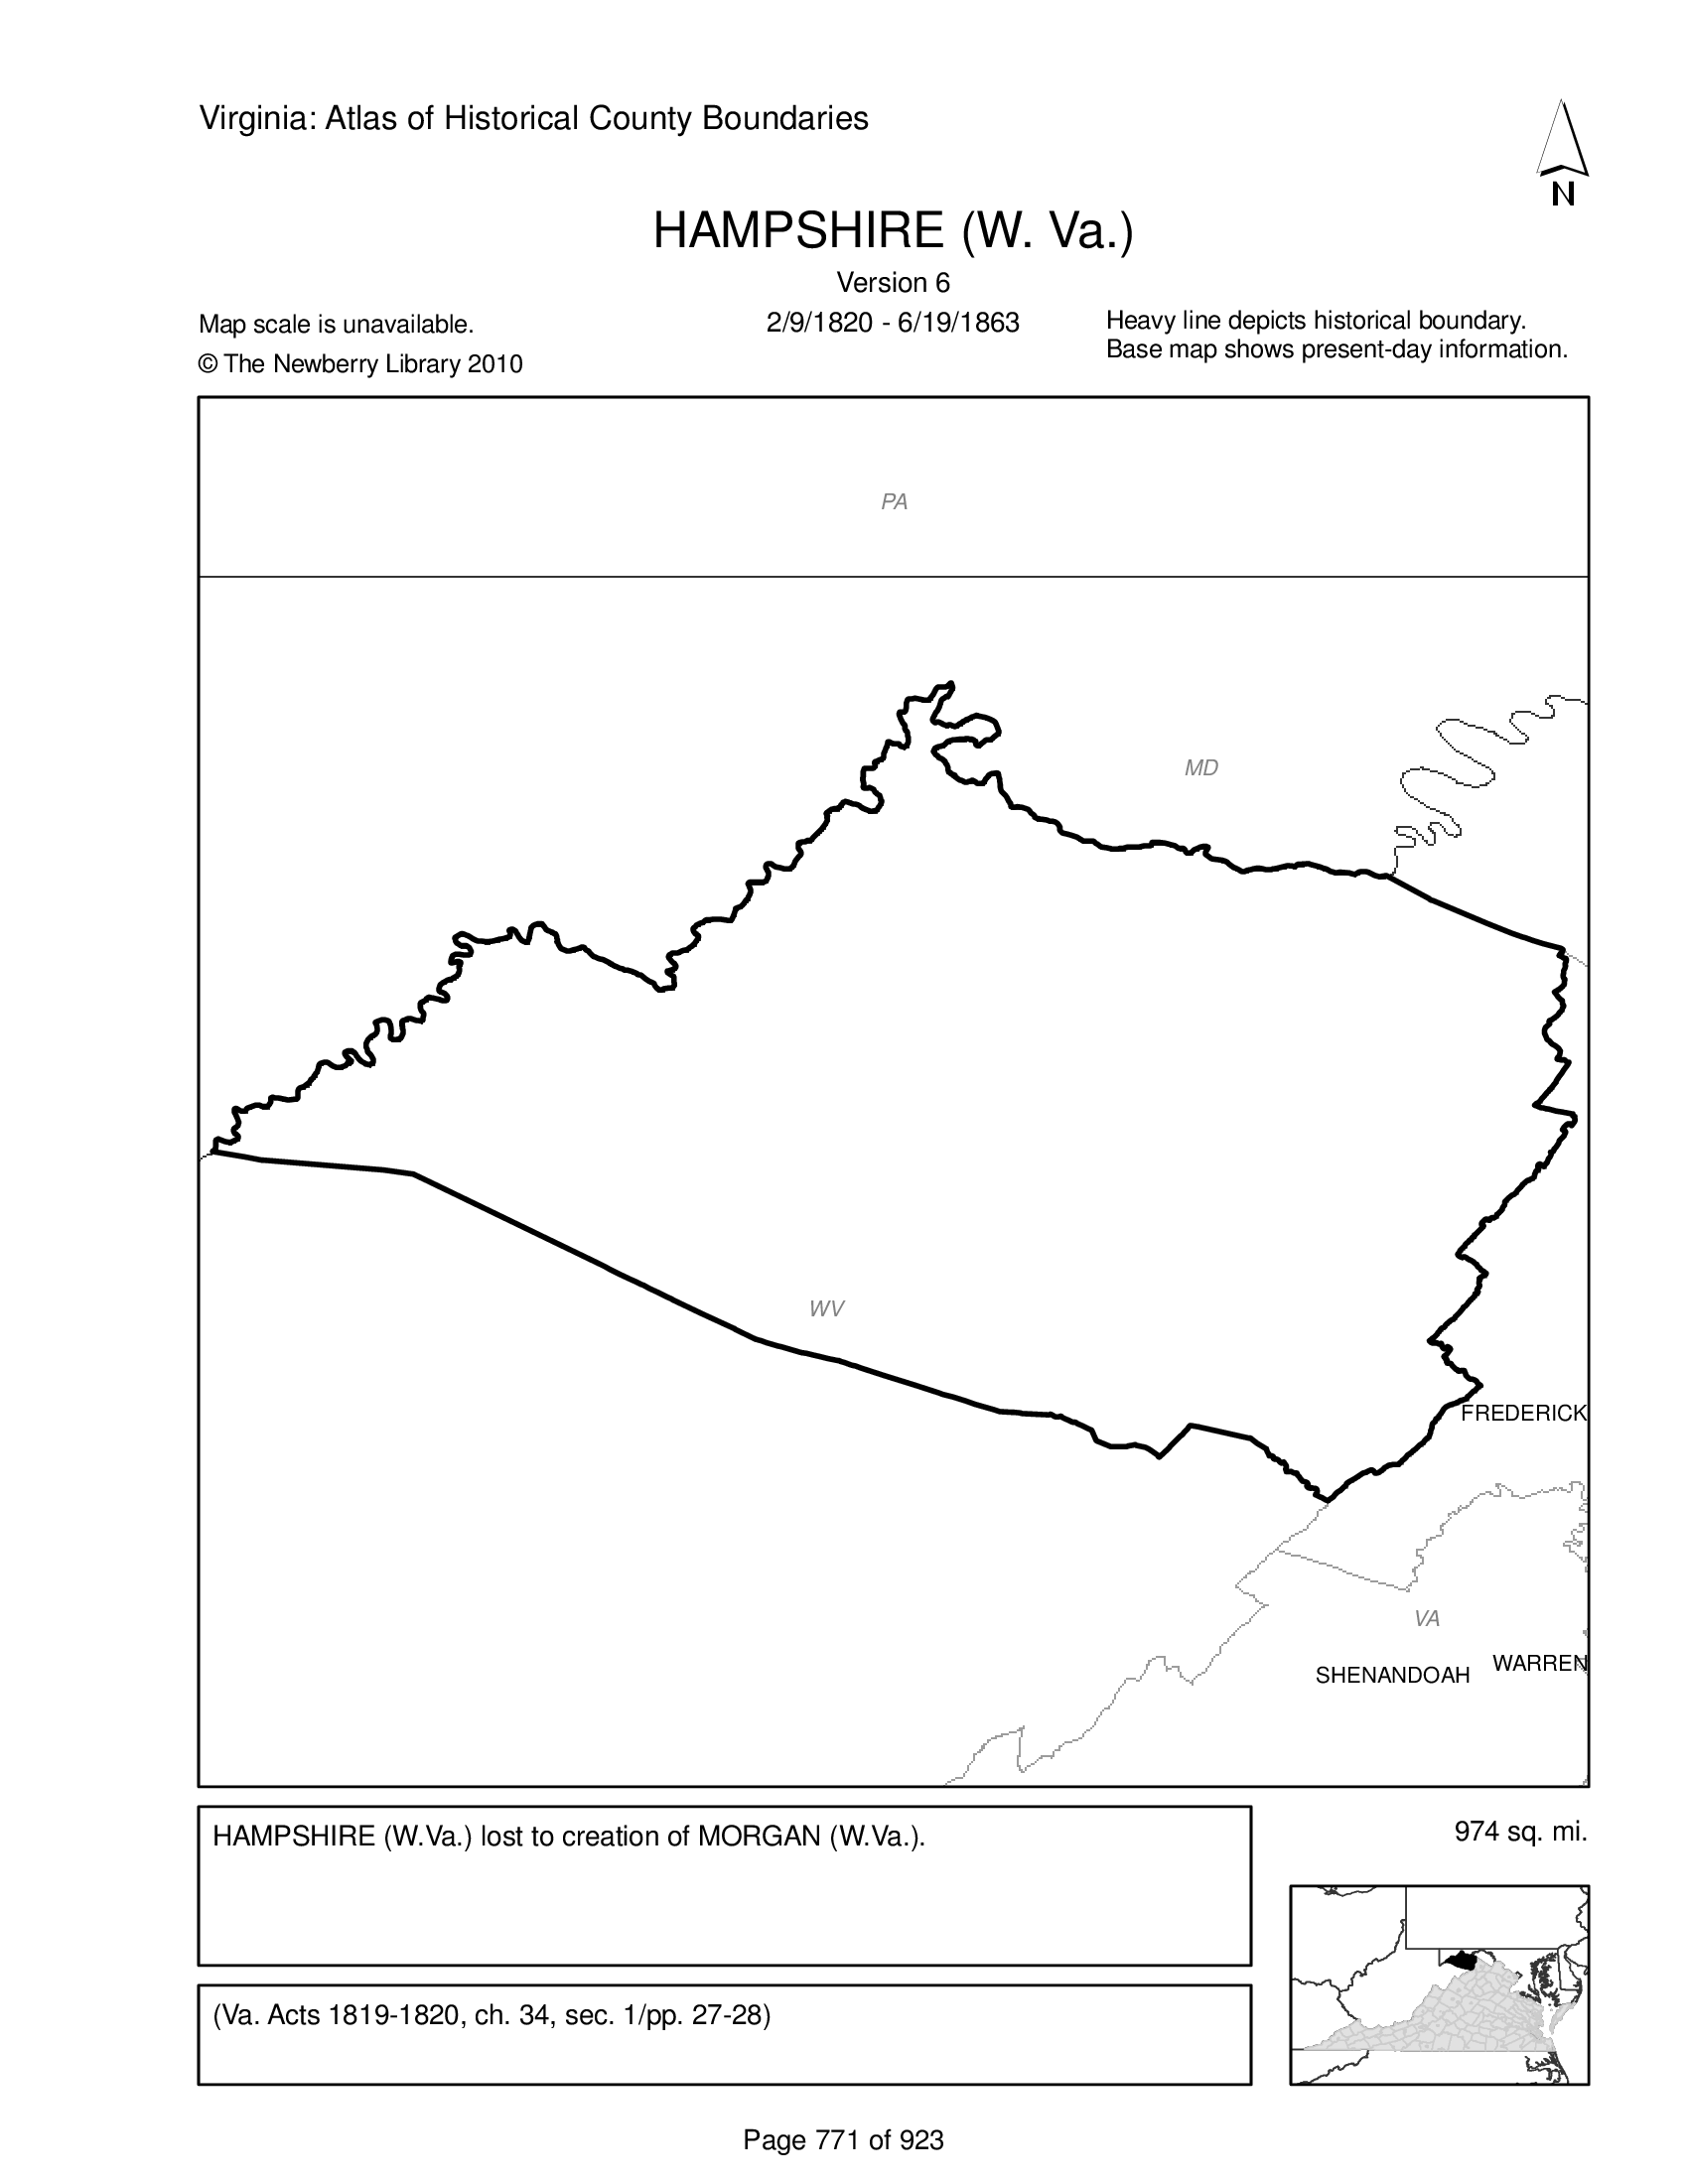 Virginia: Atlas of Historical County Boundaries
N
HAMPSHIRE (W. Va.)
Version 6
Map scale is unavailable.
2/9/1820 - 6/19/1863
Heavy line depicts historical boundary.
Base map shows present-day information.
© The Newberry Library 2010
PA
MD
WV
FREDERICK
VA
SHENANDOAH
WARREN
HAMPSHIRE (W.Va.) lost to creation of MORGAN (W.Va.).
974 sq. mi.
(Va. Acts 1819-1820, ch. 34, sec. 1/pp. 27-28)
Page 771 of 923